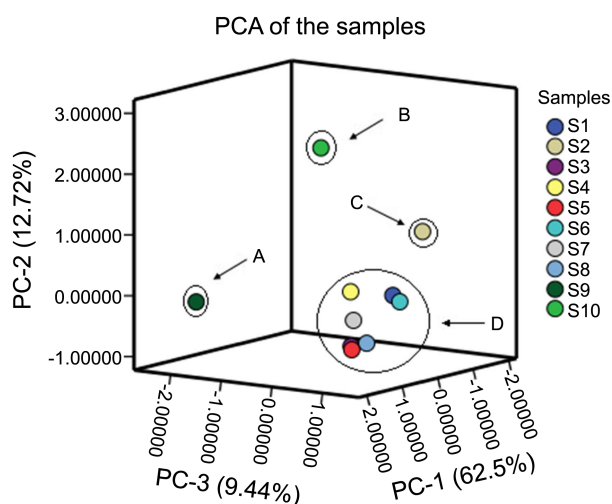 PCA of the samples
Samples
S1
S2
S3
S4
S5
S6
S7
S8
S9
S10
B
C
A
D
PC-2 (12.72%)
3.00000
2.00000
1.00000
0.00000
-1.00000
-2.00000
-1.00000
0.00000
1.00000
PC-3 (9.44%)
2.00000
1.00000
0.00000
-1.00000
-2.00000
PC-1 (62.5%)